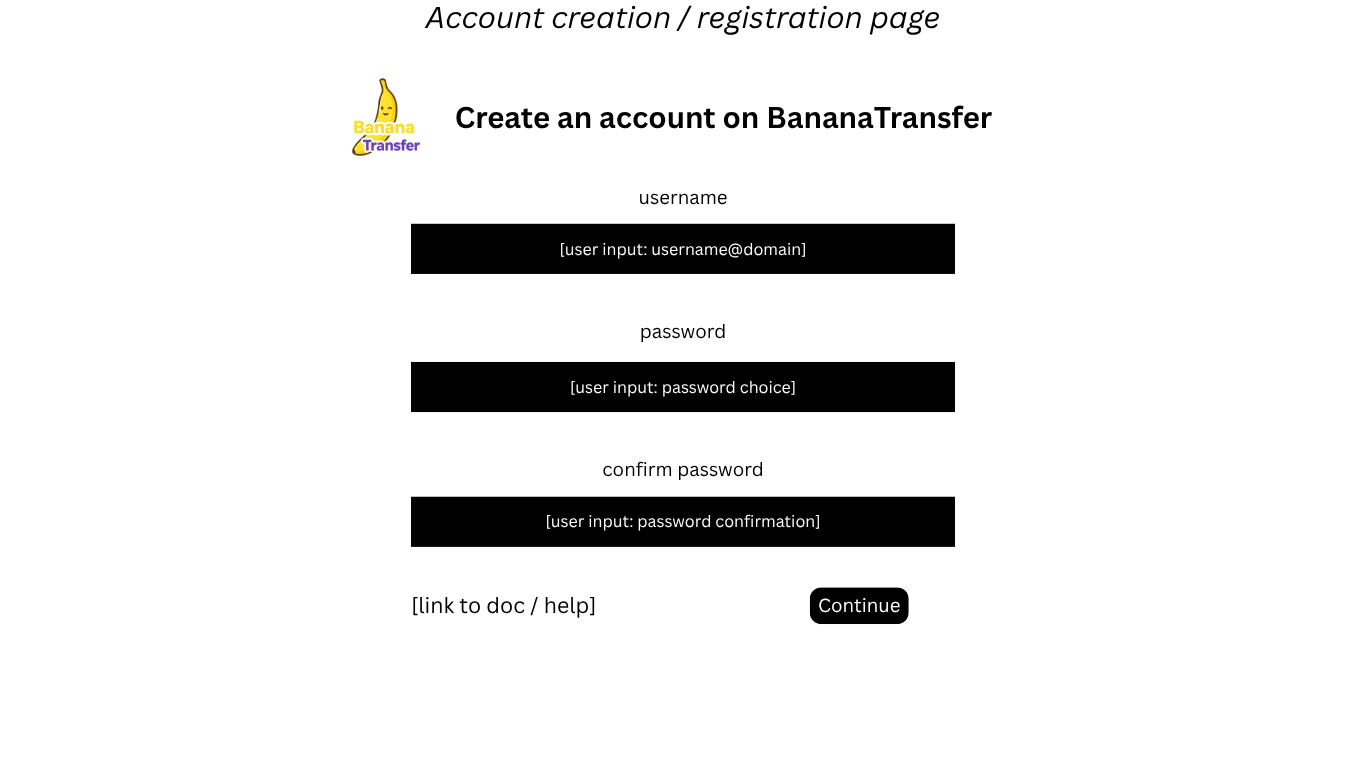 Account creation / registration page
Banana
Transfer
Create an account on BananaTransfer
username
[user input: username@domain]
password
[user input: password choice]
confirm password
[user input: password confirmation]
[link to doc / help]
Continue